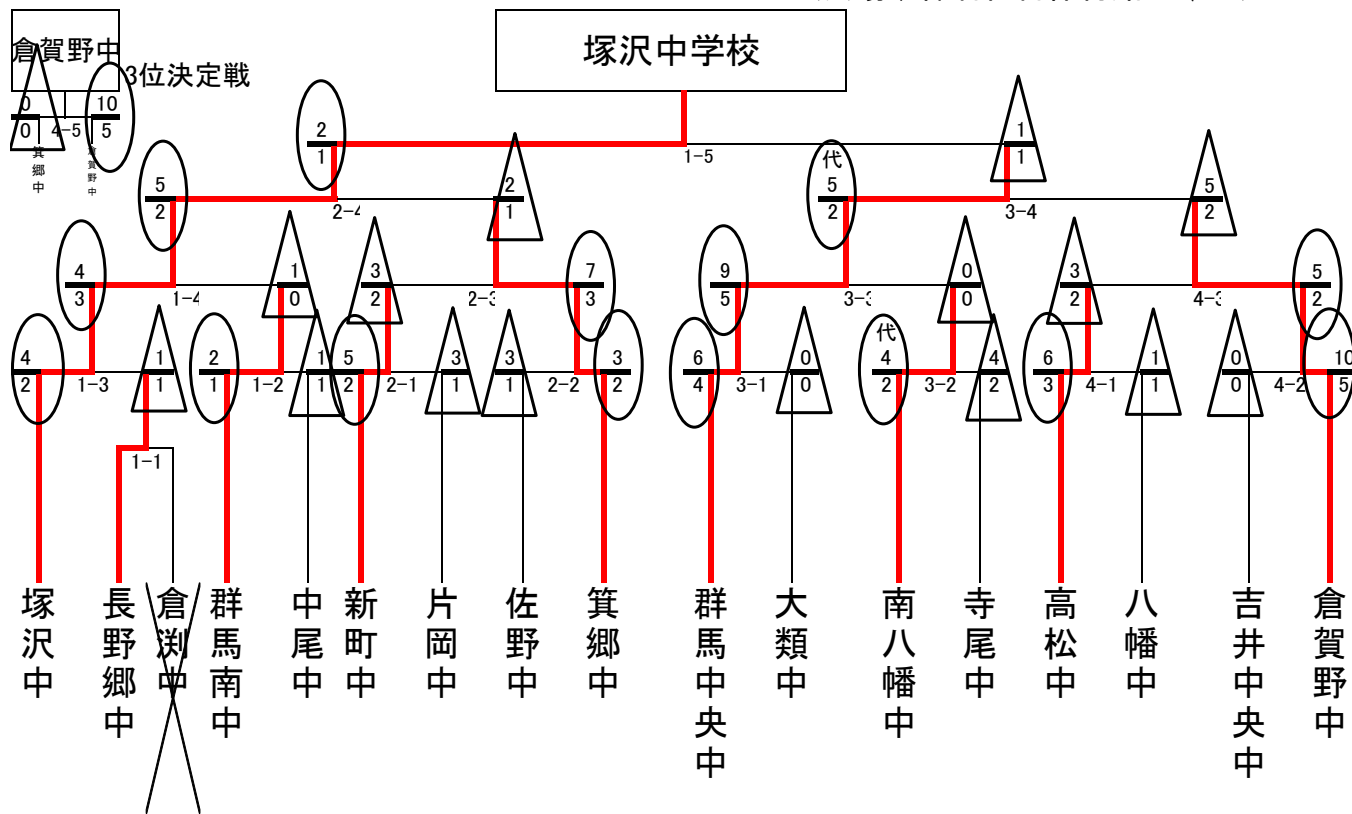 倉賀野中
塚沢中学校
3位決定戦
0 10
0 4-5 5
箕郷中 倉賀野中
2 1
1 1-5 1
代
5 2 5 5
2 2-4 1 2 3-4 2
4 1 3 7 9 0 3 5
3 1-4 0 2 2-3 3 5 3-3 0 2 4-3 2
代
4 1 2 1 5 3 3 3 6 0 4 4 6 1 0 10
2 1-3 1 1 1-2 1 2 2-1 1 1 2-2 2 4 3-1 0 2 3-2 2 3 4-1 1 0 4-2 5
1-1
塚沢中
長野郷中
倉渕中
群馬南中
中尾中
新町中
片岡中
佐野中
箕郷中
群馬中央中
大類中
南八幡中
寺尾中
高松中
八幡中
吉井中央中
倉賀野中